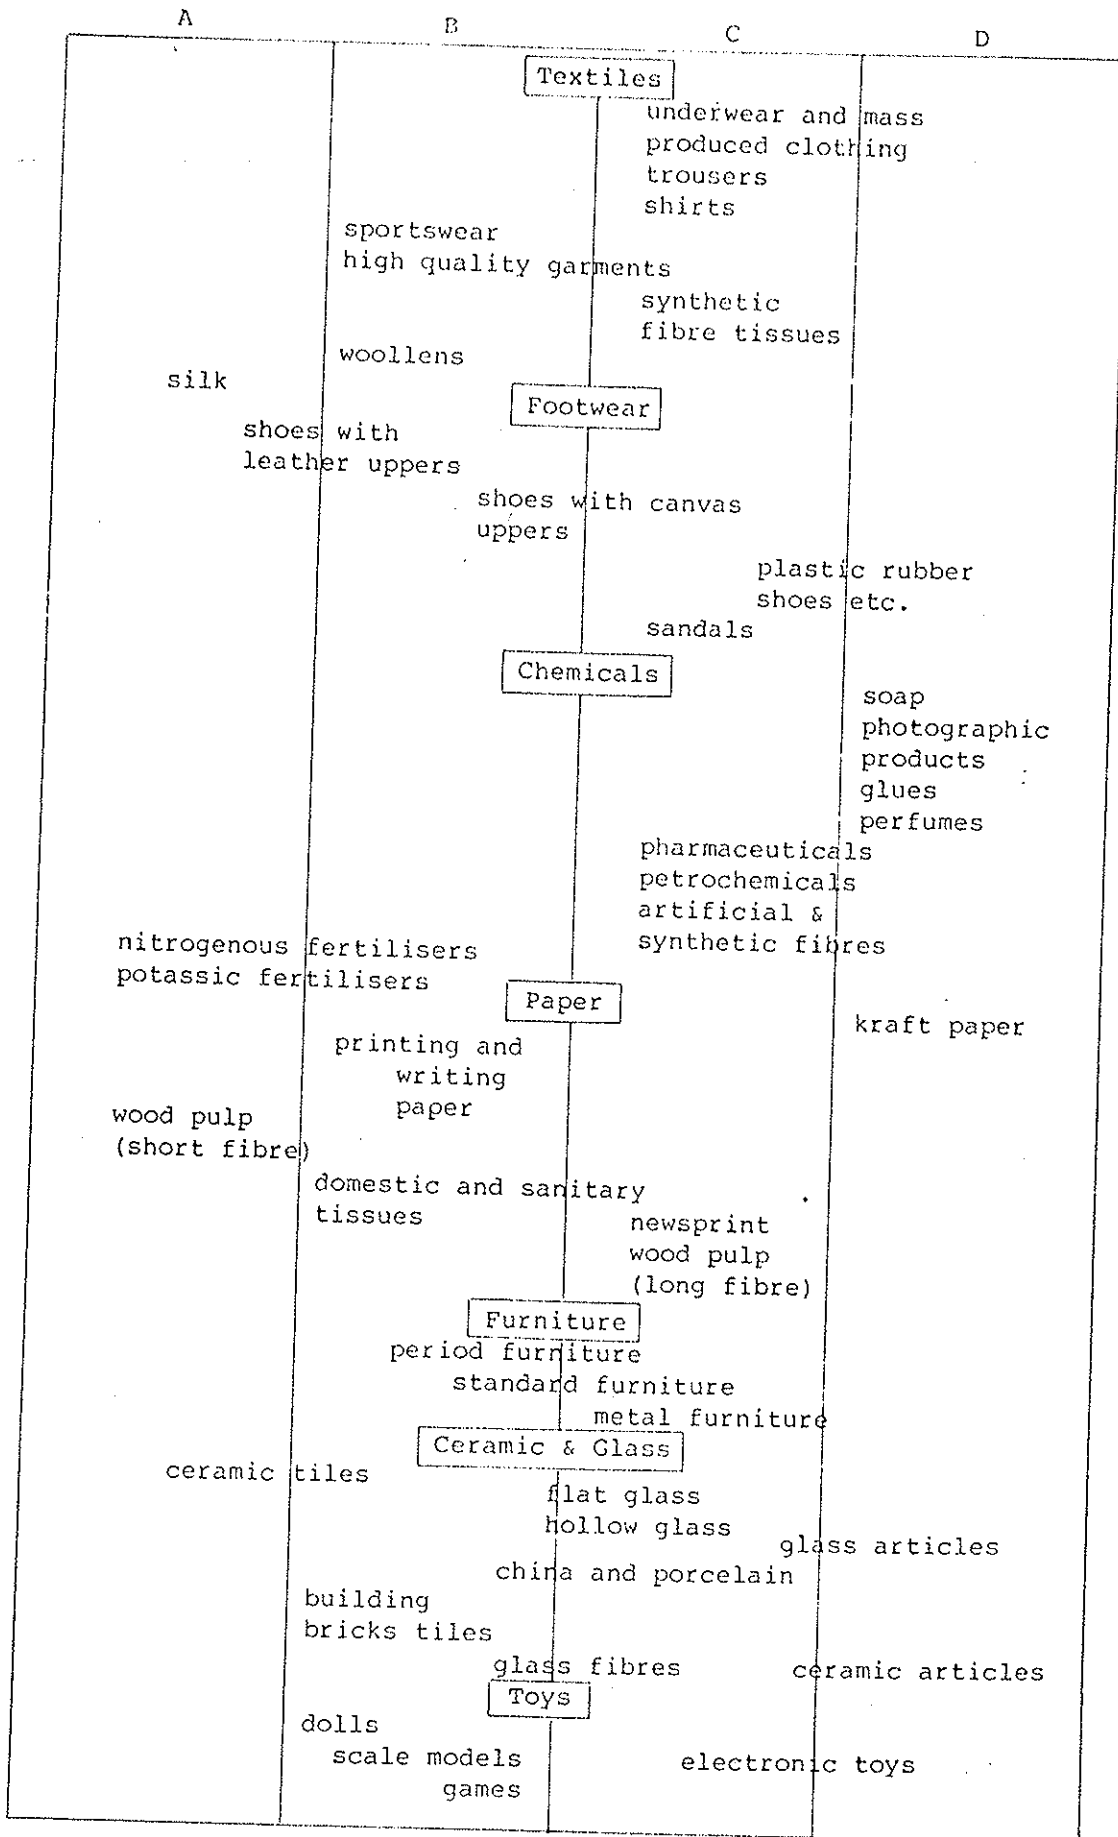 A B C D
Textiles
underwear and mass
produced clothing
trousers
shirts
sportswear
high quality garments
synthetic
fibre tissues
woollens
silk
Footwear
shoes with
leather uppers
shoes with canvas
uppers
plastic rubber
shoes etc.
sandals
Chemicals
soap
photographic
products
glues
perfumes
pharmaceuticals
petrochemicals
artificial &
synthetic fibres
nitrogenous fertilisers
potassic fertilisers
Paper
kraft paper
printing and
writing
paper
wood pulp
(short fibre)
domestic and sanitary
tissues
newsprint
wood pulp
(long fibre)
Furniture
period furniture
standard furniture
metal furniture
Ceramic & Glass
ceramic tiles
flat glass
hollow glass
glass articles
china and porcelain
building
bricks tiles
glass fibres
ceramic articles
Toys
dolls
scale models
electronic toys
games